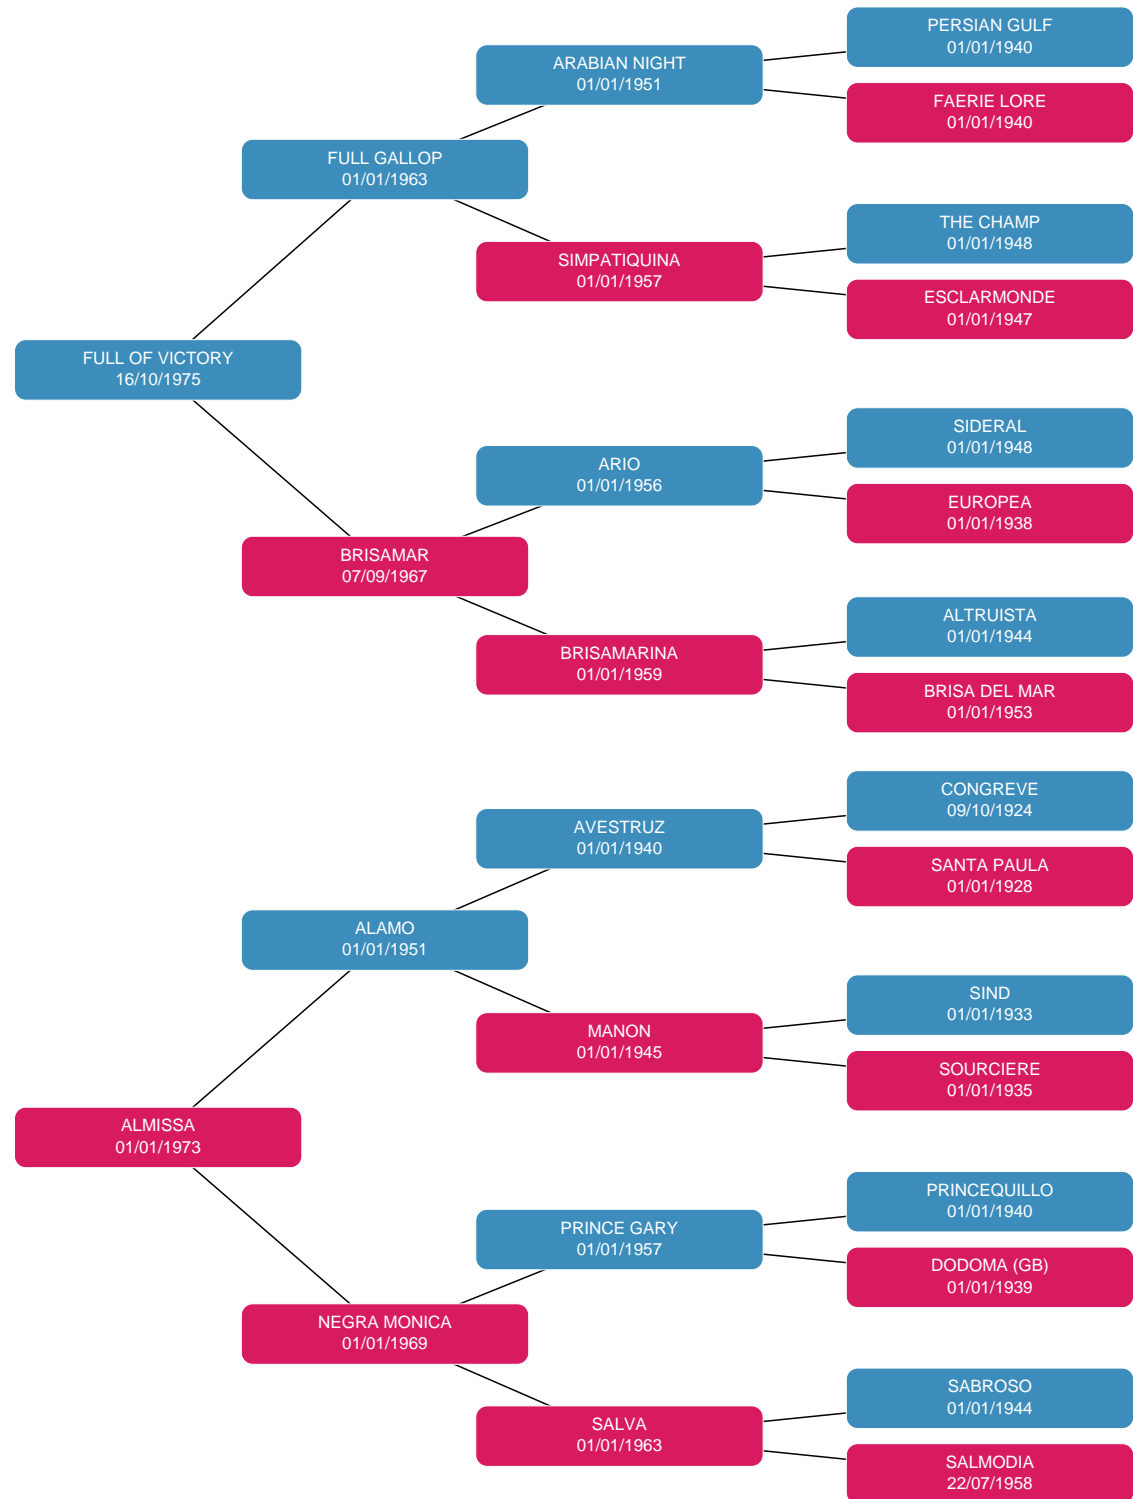 PERSIAN GULF
01/01/1940
ARABIAN NIGHT
01/01/1951
FAERIE LORE
01/01/1940
FULL GALLOP
01/01/1963
THE CHAMP
01/01/1948
SIMPATIQUINA
01/01/1957
ESCLARMONDE
01/01/1947
FULL OF VICTORY
16/10/1975
SIDERAL
01/01/1948
ARIO
01/01/1956
EUROPEA
01/01/1938
BRISAMAR
07/09/1967
ALTRUISTA
01/01/1944
BRISAMARINA
01/01/1959
BRISA DEL MAR
01/01/1953
CONGREVE
09/10/1924
AVESTRUZ
01/01/1940
SANTA PAULA
01/01/1928
ALAMO
01/01/1951
SIND
01/01/1933
MANON
01/01/1945
SOURCIERE
01/01/1935
ALMISSA
01/01/1973
PRINCEQUILLO
01/01/1940
PRINCE GARY
01/01/1957
DODOMA (GB)
01/01/1939
NEGRA MONICA
01/01/1969
SABROSO
01/01/1944
SALVA
01/01/1963
SALMODIA
22/07/1958